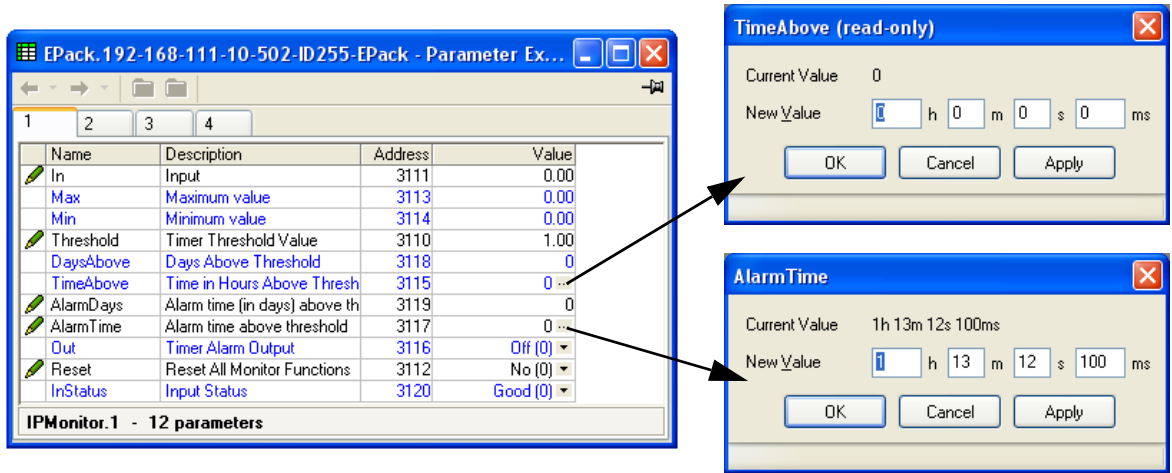 EPack.192-168-111-10-502-ID255-EPack - Parameter Ex...
1 2 3 4
Name Description Address Value
In Input 3111 0.00
Max Maximum value 3113 0.00
Min Minimum value 3114 0.00
Threshold Timer Threshold Value 3110 1.00
DaysAbove Days Above Threshold 3118 0
TimeAbove Time in Hours Above Thresh 3115 0 ...
AlarmDays Alarm time (in days) above th 3119 0
AlarmTime Alarm time above threshold 3117 0 ...
Out Timer Alarm Output 3116 Off (0)
Reset Reset All Monitor Functions 3112 No (0)
InStatus Input Status 3120 Good (0)
IPMonitor.1 - 12 parameters
TimeAbove (read-only)
Current Value 0
New Value 0 h 0 m 0 s 0 ms
OK Cancel Apply
AlarmTime
Current Value 1h 13m 12s 100ms
New Value 1 h 13 m 12 s 100 ms
OK Cancel Apply